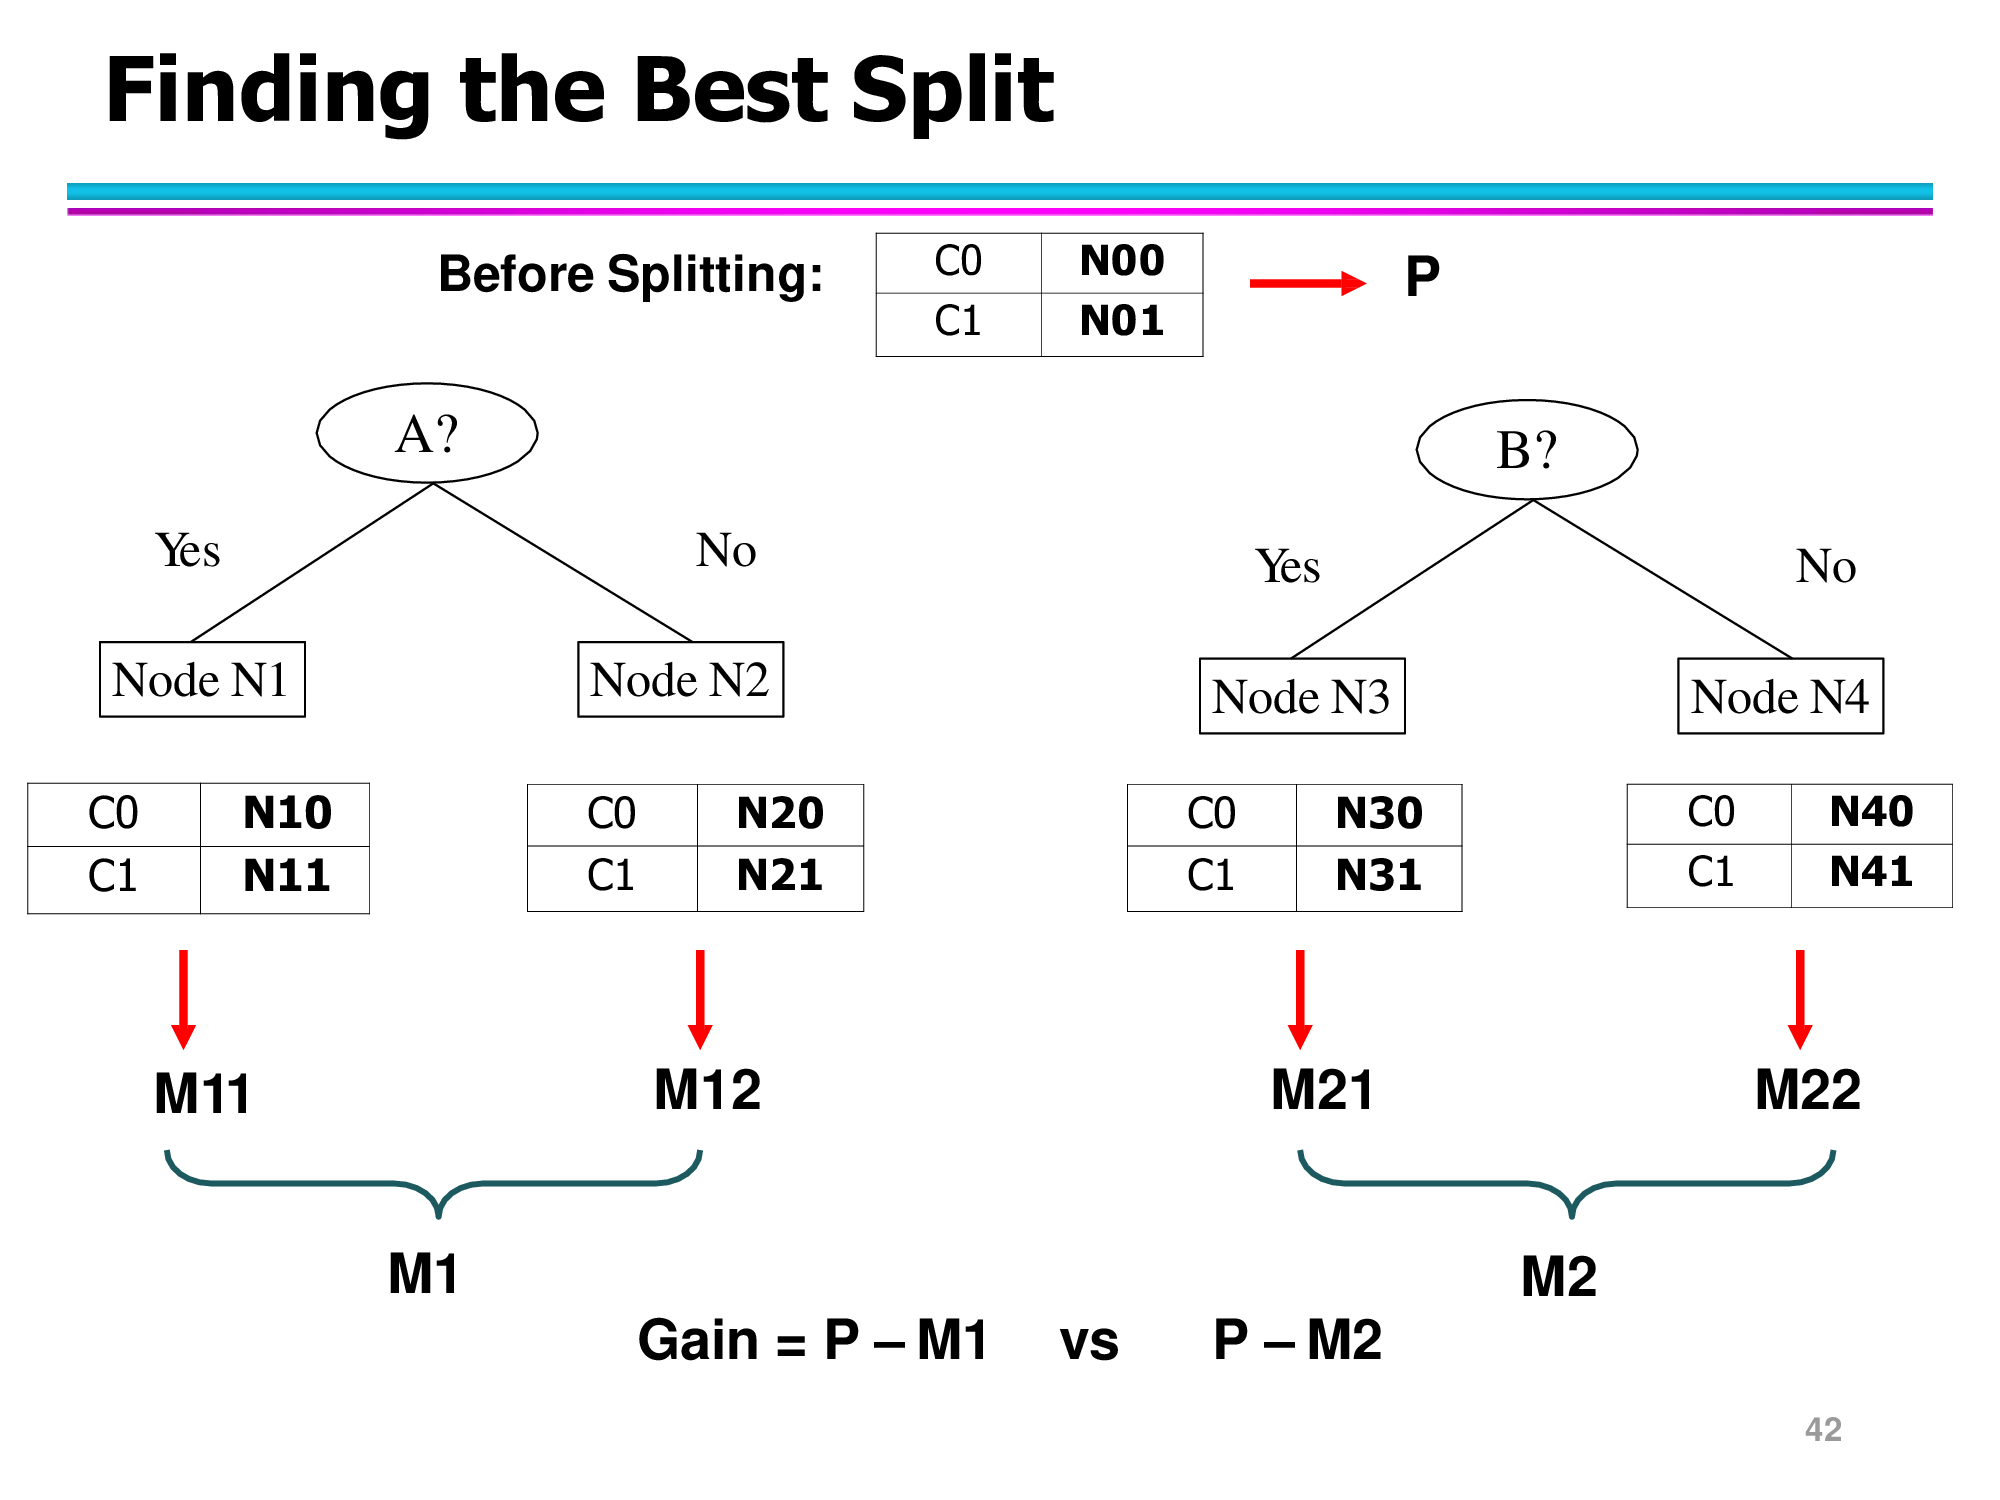 Finding the Best Split
Before Splitting:
C0 N00
C1 N01
P
A?
Yes No
Node N1 Node N2
C0 N10
C1 N11
C0 N20
C1 N21
M11 M12
M1
B?
Yes No
Node N3 Node N4
C0 N30
C1 N31
C0 N40
C1 N41
M21 M22
M2
Gain = P – M1 vs P – M2
42